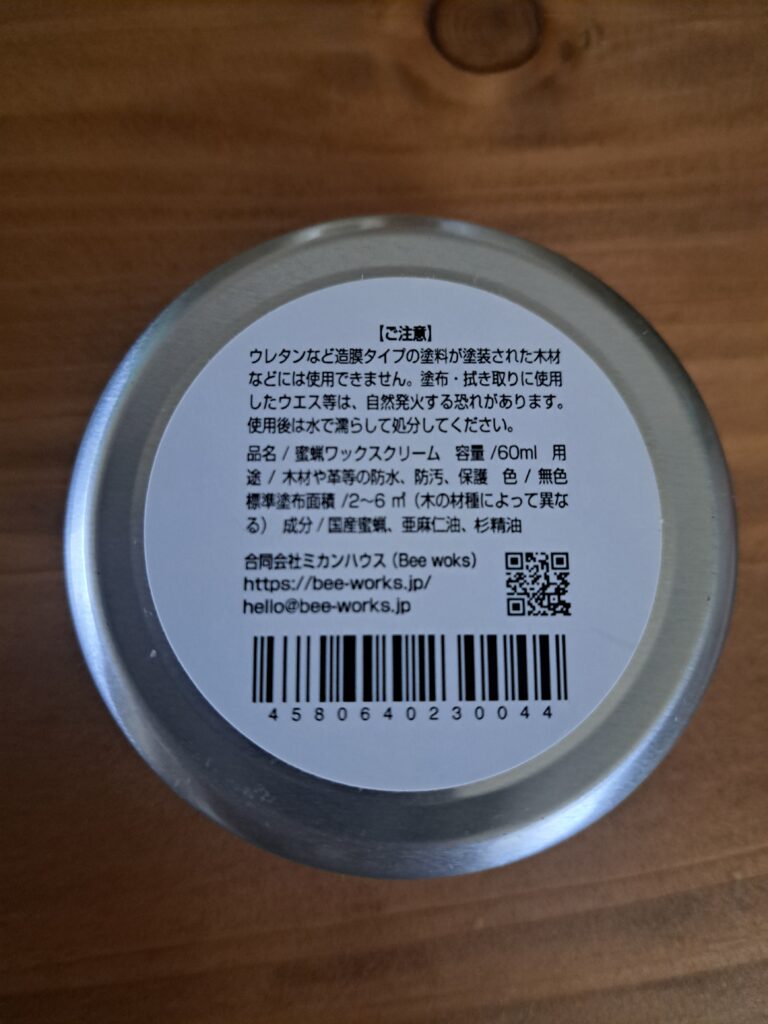 【ご注意】
ウレタンなど造膜タイプの塗料が塗装された木材
などには使用できません。塗布・拭き取りに使用
したウエス等は、自然発火する恐れがあります。
使用後は水で濡らして処分してください。
品名 / 蜜蝋ワックスクリーム 容量 /60ml 用
途 / 木材や革等の防水、防汚、保護 色 / 無色
標準塗布面積 /2〜6 ㎡（木の材種によって異な
る） 成分 / 国産蜜蝋、亜麻仁油、杉精油
合同会社ミカンハウス（Bee woks）
https://bee-works.jp/
hello@bee-works.jp
4580640230044